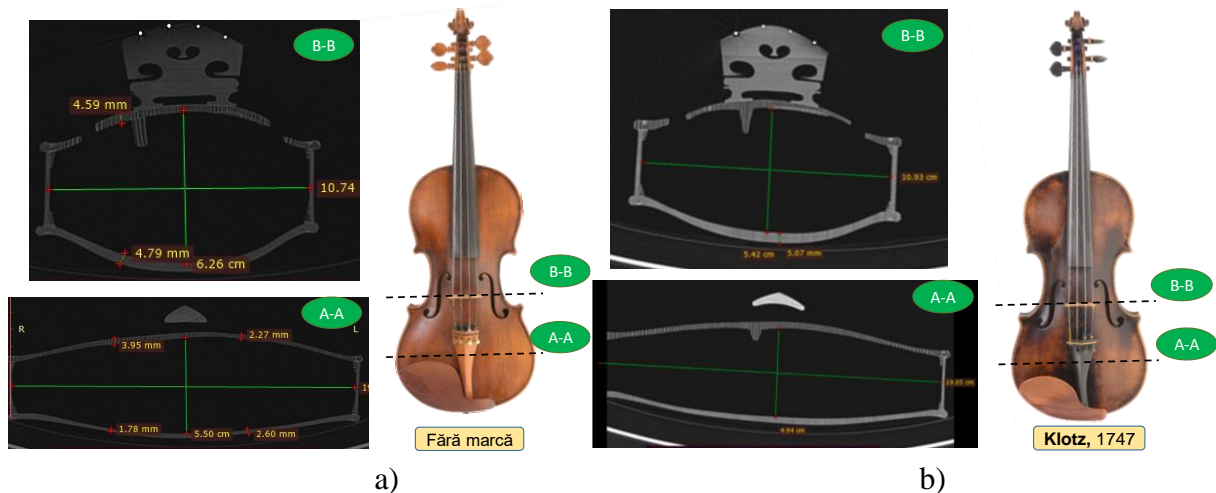 B-B
4.59 mm
10.74
4.79 mm
6.26 cm
A-A
R
L
3.95 mm
2.27 mm
1.78 mm
5.50 cm
2.60 mm
B-B
A-A
Fără marcă
a)
B-B
10.93 cm
5.42 cm
5.07 mm
A-A
19.05 cm
4.94 cm
B-B
A-A
Klotz, 1747
b)